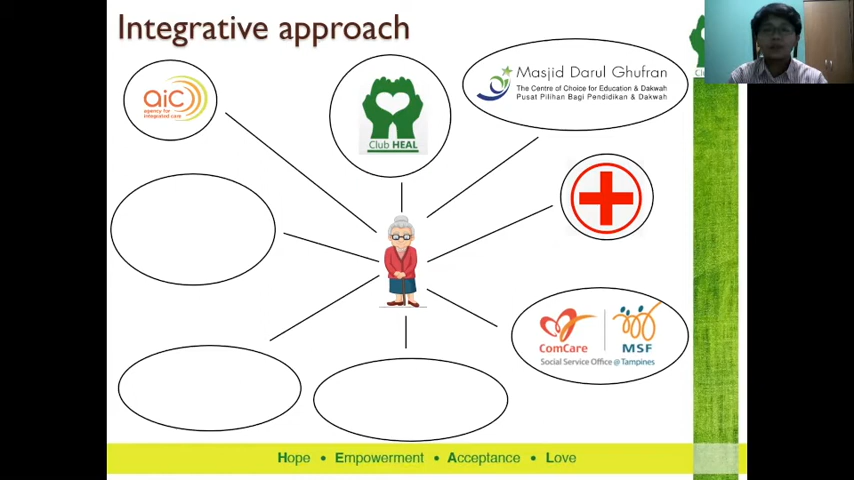 Integrative approach
aic
agency for
integrated care
Club HEAL
Masjid Darul Ghufran
The Centre of Choice for Education & Dakwah
Pusat Pilihan Bagi Pendidikan & Dakwah
ComCare
MSF
Social Service Office @ Tampines
Hope • Empowerment • Acceptance • Love